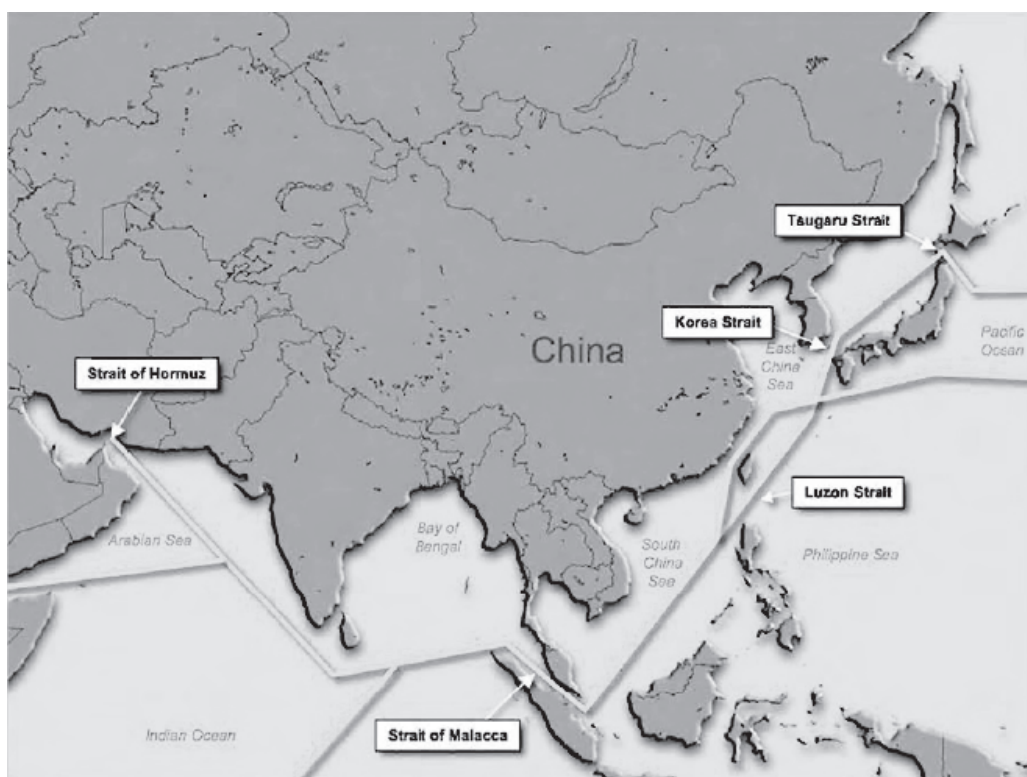 Tsugaru Strait
Korea Strait
Pacific
Ocean
East
China
Sea
China
Strait of Hormuz
Luzon Strait
Arabian Sea
Bay of
Bengal
South
China
Sea
Philippine Sea
Strait of Malacca
Indian Ocean